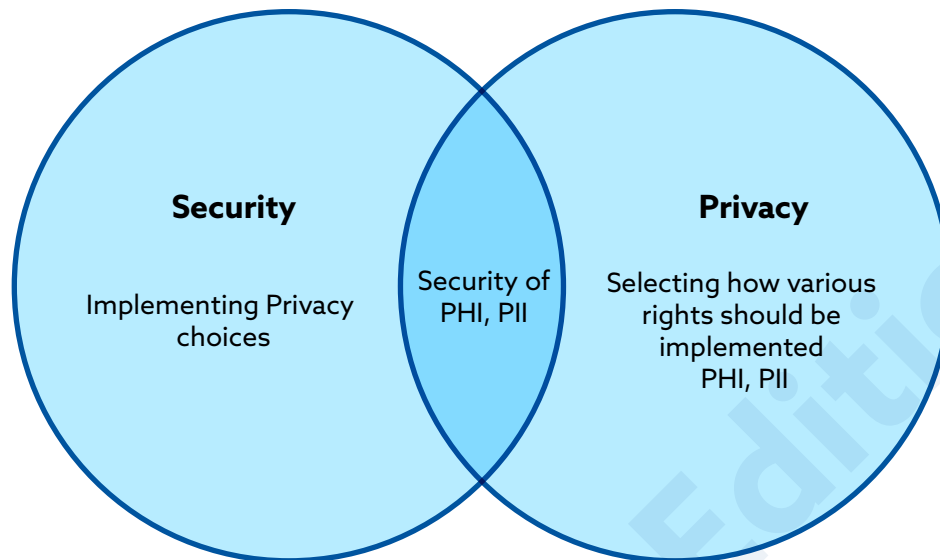 Security
Implementing Privacy
choices
Security of
PHI, PII
Privacy
Selecting how various
rights should be
implemented
PHI, PII